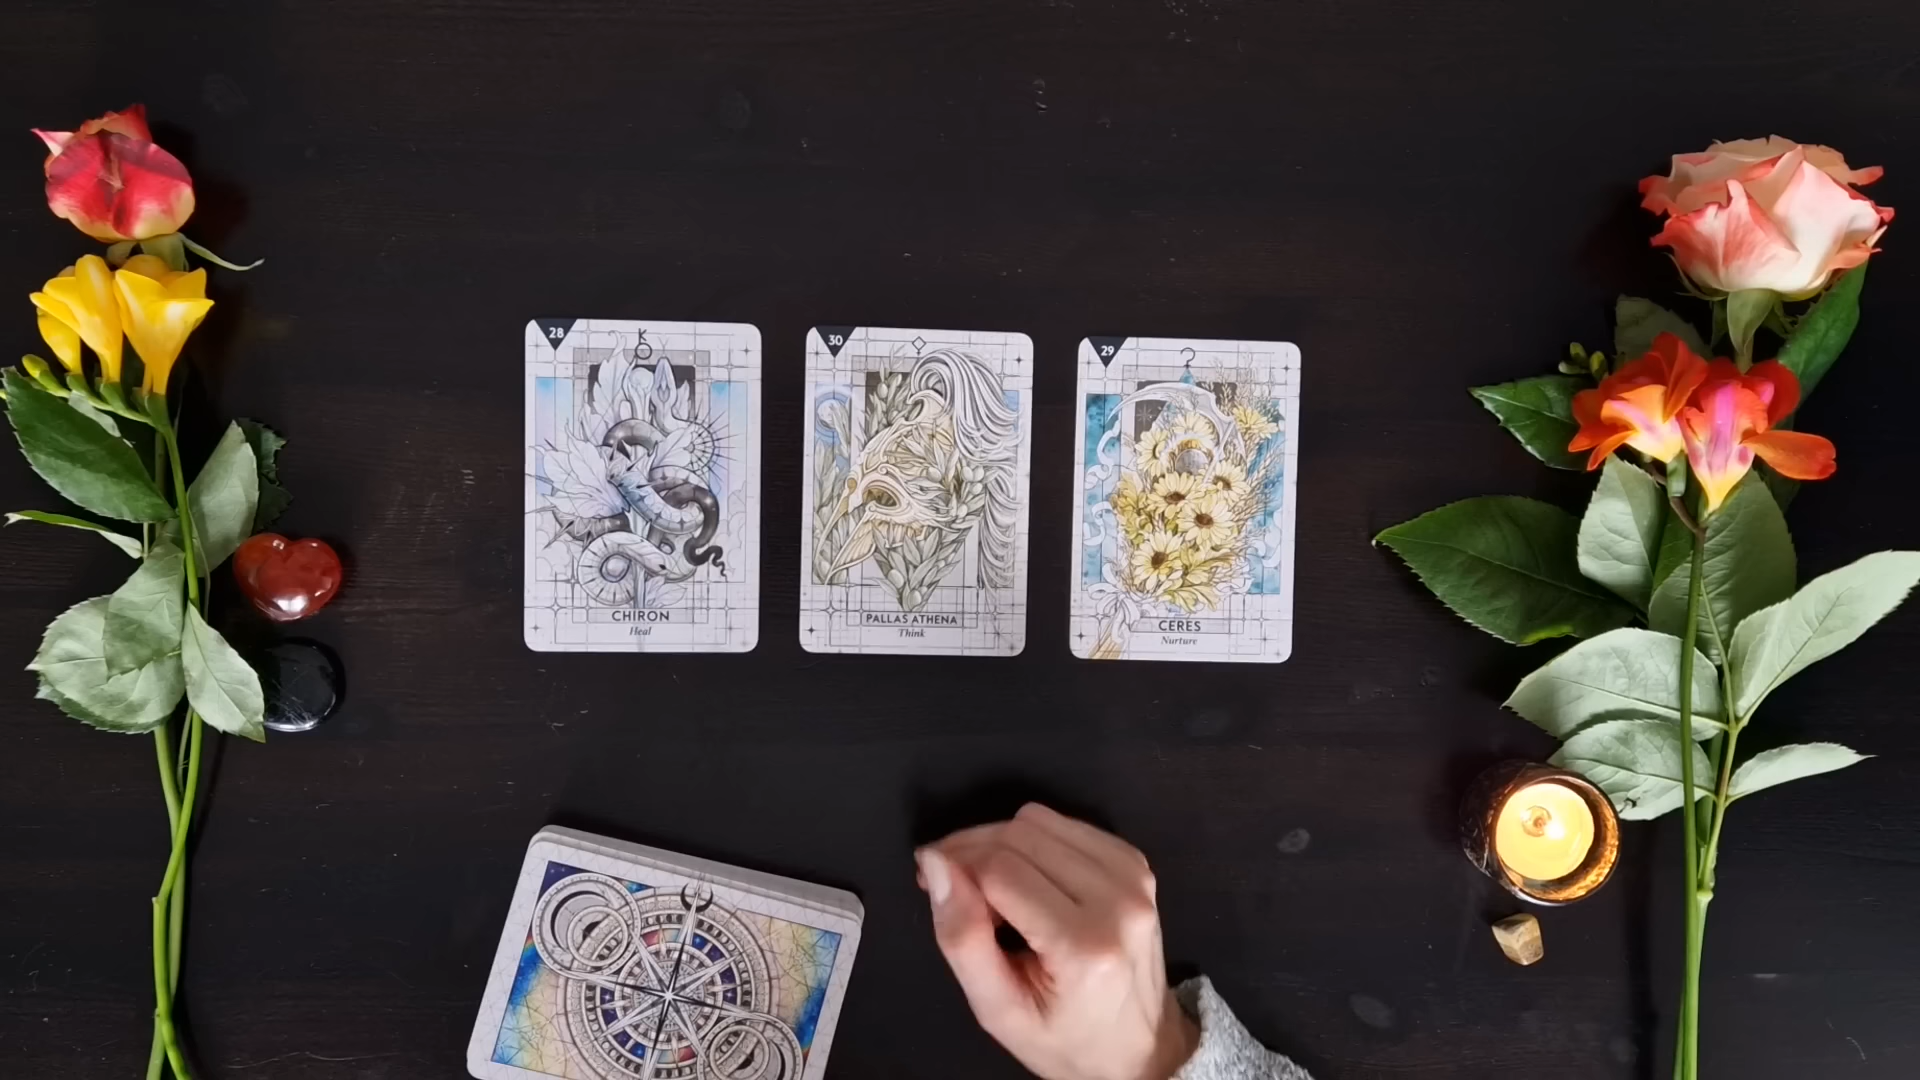 28
CHIRON
Heal
30
PALLAS ATHENA
Think
29
CERES
Nurture